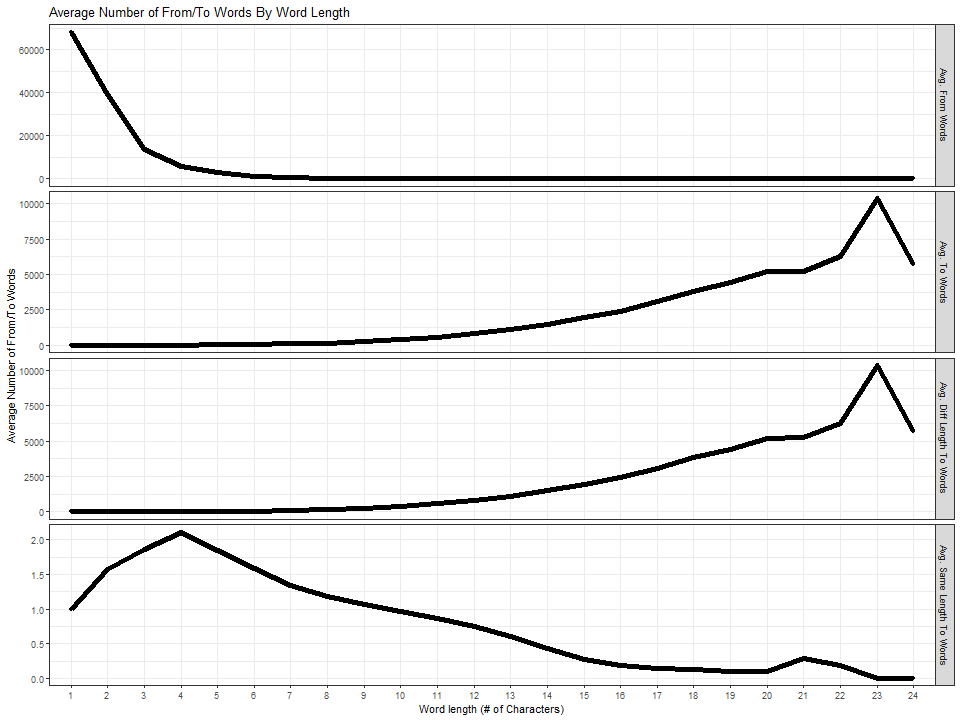 Average Number of From/To Words By Word Length
Average Number of From/To Words
60000
40000
20000
0
Avg. From Words
10000
7500
5000
2500
0
Avg. To Words
10000
7500
5000
2500
0
Avg. Diff Length To Words
2.0
1.5
1.0
0.5
0.0
Avg. Same Length To Words
1 2 3 4 5 6 7 8 9 10 11 12 13 14 15 16 17 18 19 20 21 22 23 24
Word length (# of Characters)